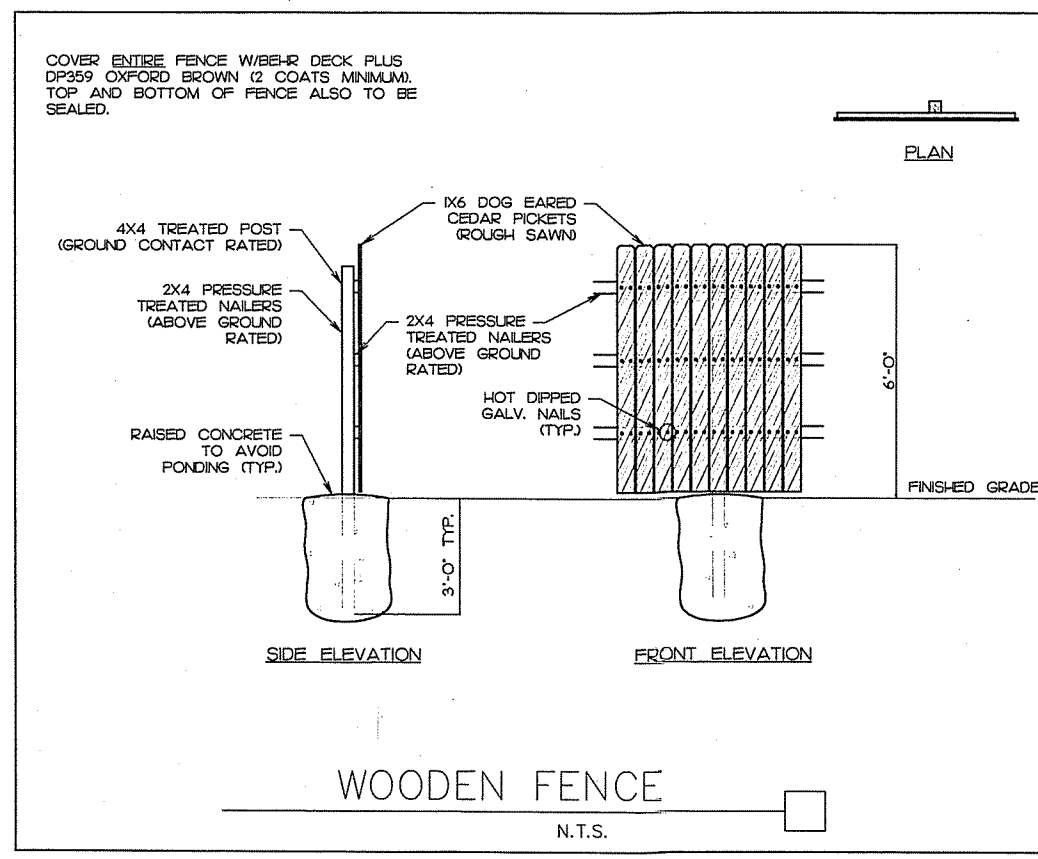 COVER ENTIRE FENCE W/BEHR DECK PLUS
DP359 OXFORD BROWN (2 COATS MINIMUM).
TOP AND BOTTOM OF FENCE ALSO TO BE
SEALED.
PLAN
1X6 DOG EARED
CEDAR PICKETS
(ROUGH SAWN)
4X4 TREATED POST
(GROUND CONTACT RATED)
2X4 PRESSURE
TREATED NAILERS
(ABOVE GROUND
RATED)
2X4 PRESSURE
TREATED NAILERS
(ABOVE GROUND
RATED)
HOT DIPPED
GALV. NAILS
(TYP.)
6'-0"
RAISED CONCRETE
TO AVOID
PONDING (TYP.)
FINISHED GRADE
3'-0" TYP.
SIDE ELEVATION
FRONT ELEVATION
WOODEN FENCE
N.T.S.